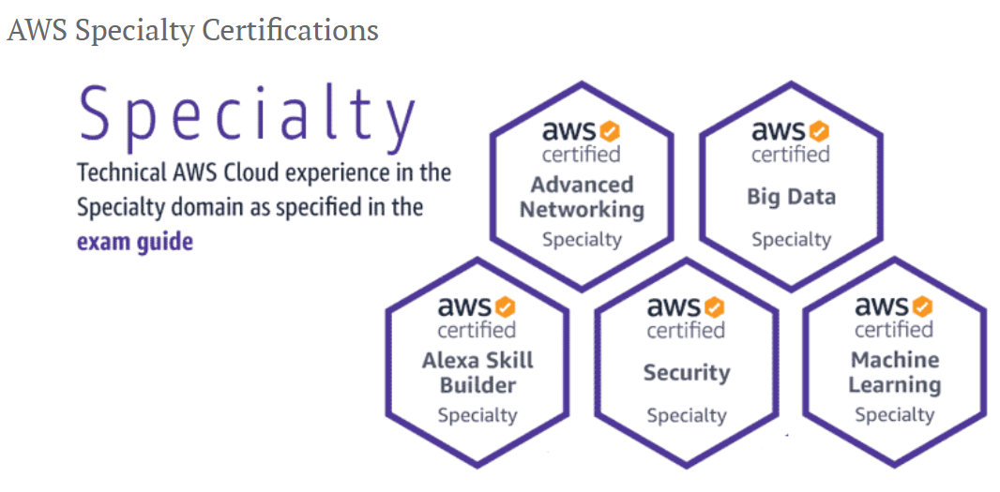 AWS Specialty Certifications
Specialty
Technical AWS Cloud experience in the
Specialty domain as specified in the
exam guide
aws
certified
Advanced
Networking
Specialty
aws
certified
Big Data
Specialty
aws
certified
Alexa Skill
Builder
Specialty
aws
certified
Security
Specialty
aws
certified
Machine
Learning
Specialty